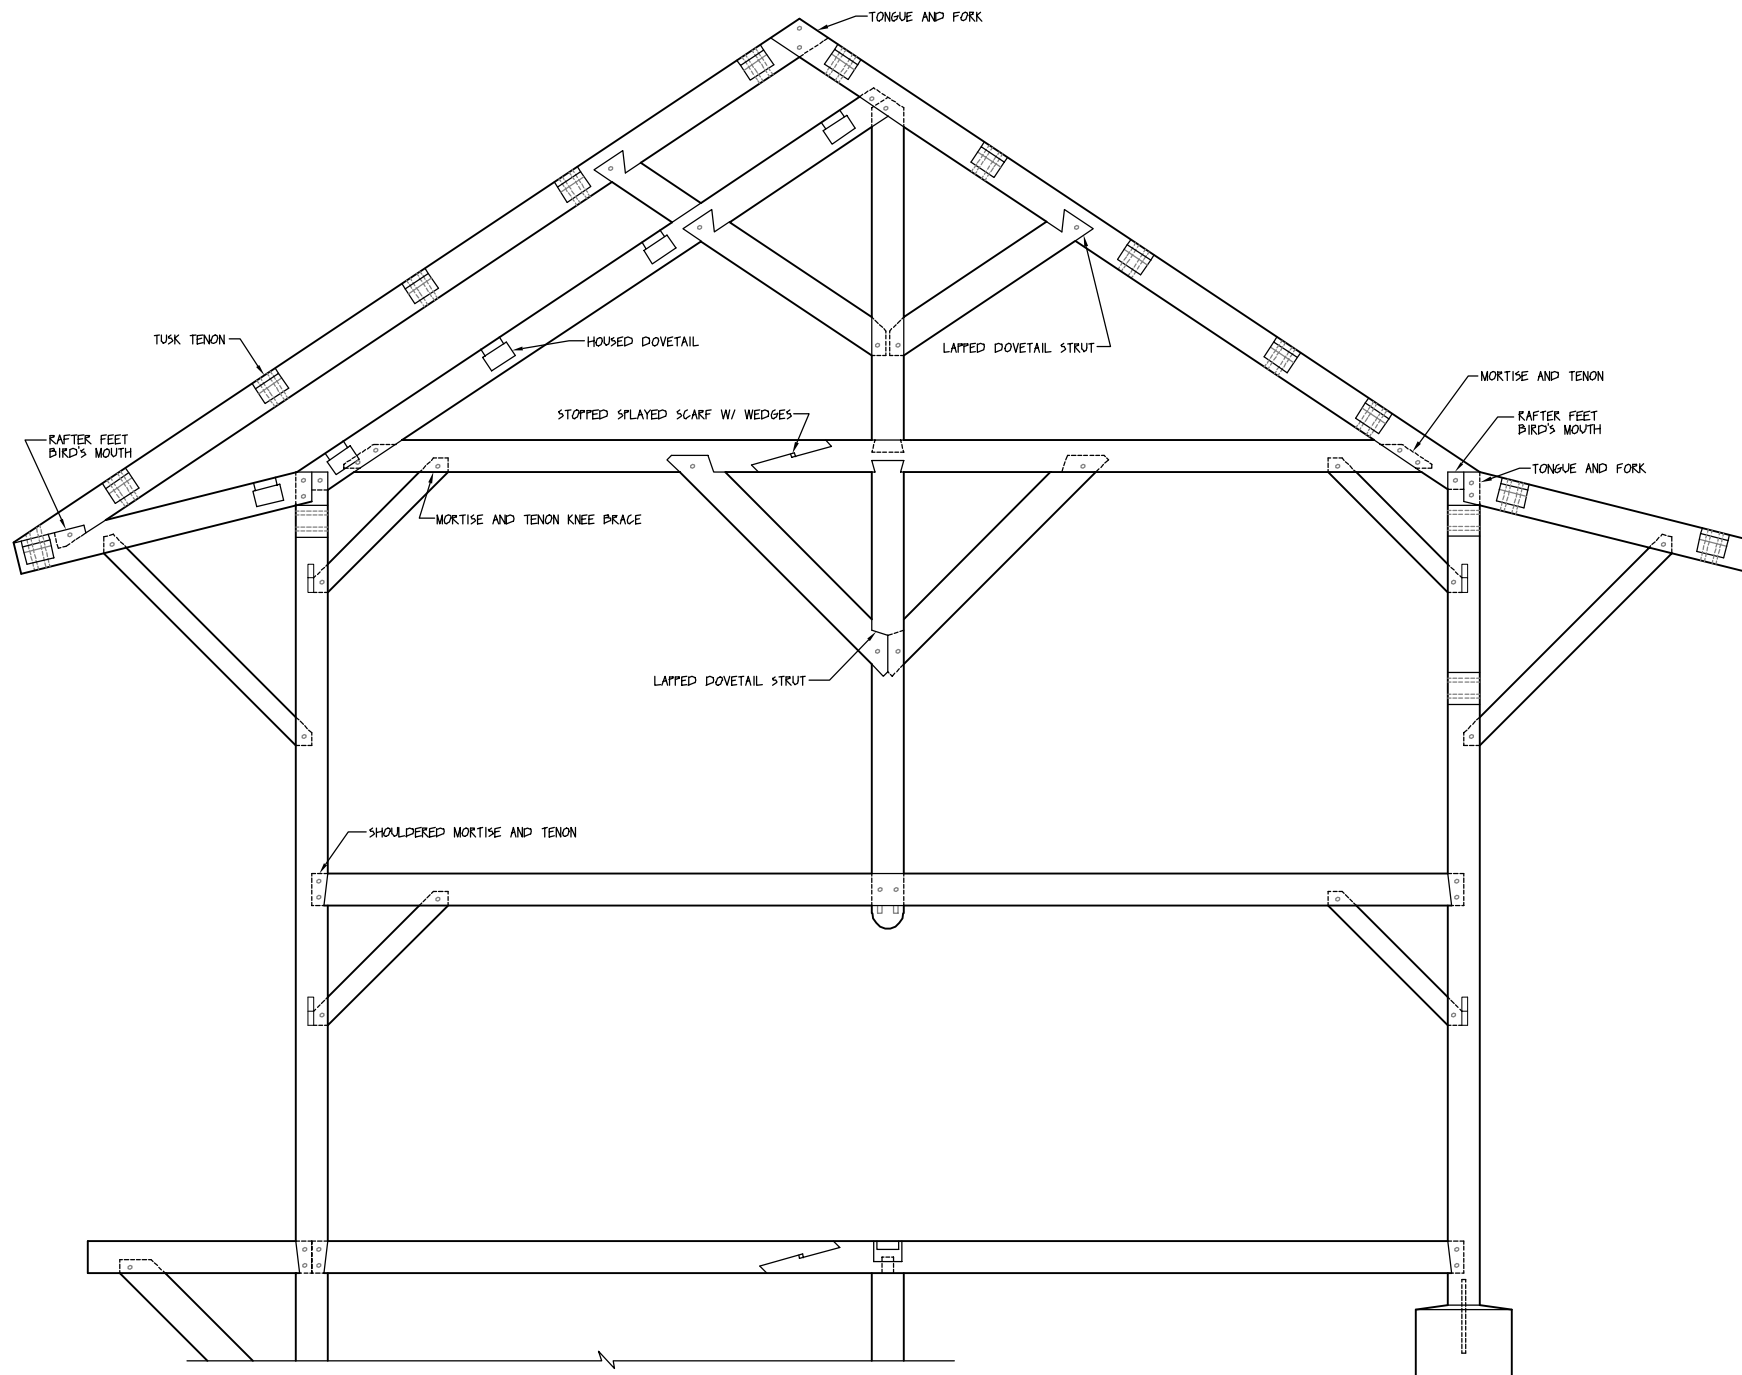 TONGUE AND FORK
TUSK TENON
HOUSED DOVETAIL
LAPPED DOVETAIL STRUT
MORTISE AND TENON
STOPPED SPLAYED SCARF W/ WEDGES
RAFTER FEET
BIRD'S MOUTH
RAFTER FEET
BIRD'S MOUTH
TONGUE AND FORK
MORTISE AND TENON KNEE BRACE
LAPPED DOVETAIL STRUT
SHOULDERED MORTISE AND TENON